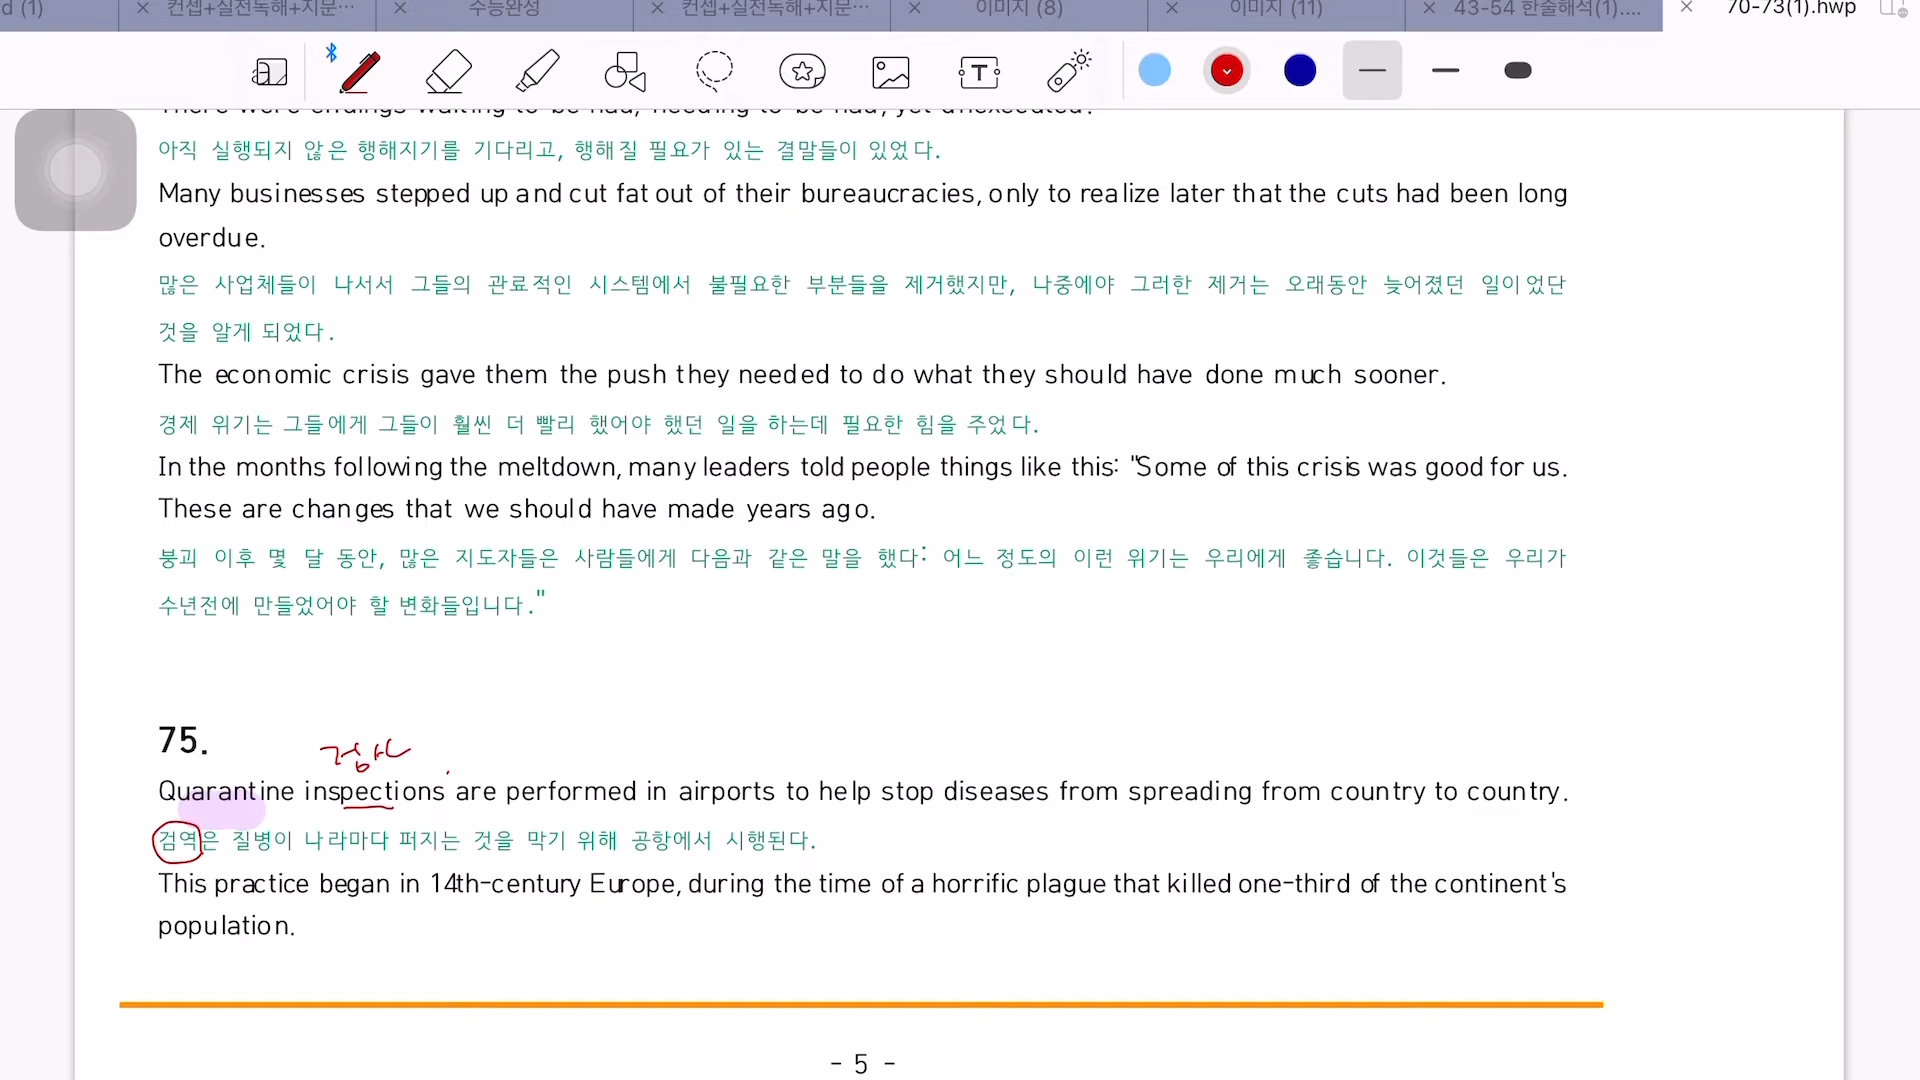 d (1)
컨셉+실전독해+지문…
수능완성
컨셉+실전독해+지문…
이미지 (8)
이미지 (11)
43-54 한줄해석(1)....
70-73(1).hwp
There were endings waiting to be had, needing to be had, yet unexecuted.
아직 실행되지 않은 행해지기를 기다리고, 행해질 필요가 있는 결말들이 있었다.
Many businesses stepped up and cut fat out of their bureaucracies, only to realize later that the cuts had been long
overdue.
많은 사업체들이 나서서 그들의 관료적인 시스템에서 불필요한 부분들을 제거했지만, 나중에야 그러한 제거는 오래동안 늦어졌던 일이었단
것을 알게 되었다.
The economic crisis gave them the push they needed to do what they should have done much sooner.
경제 위기는 그들에게 그들이 훨씬 더 빨리 했어야 했던 일을 하는데 필요한 힘을 주었다.
In the months following the meltdown, many leaders told people things like this: "Some of this crisis was good for us.
These are changes that we should have made years ago.
붕괴 이후 몇 달 동안, 많은 지도자들은 사람들에게 다음과 같은 말을 했다: 어느 정도의 이런 위기는 우리에게 좋습니다. 이것들은 우리가
수년전에 만들었어야 할 변화들입니다."
75.
검사
Quarantine inspections are performed in airports to help stop diseases from spreading from country to country.
검역은 질병이 나라마다 퍼지는 것을 막기 위해 공항에서 시행된다.
This practice began in 14th-century Europe, during the time of a horrific plague that killed one-third of the continent's
population.
- 5 -